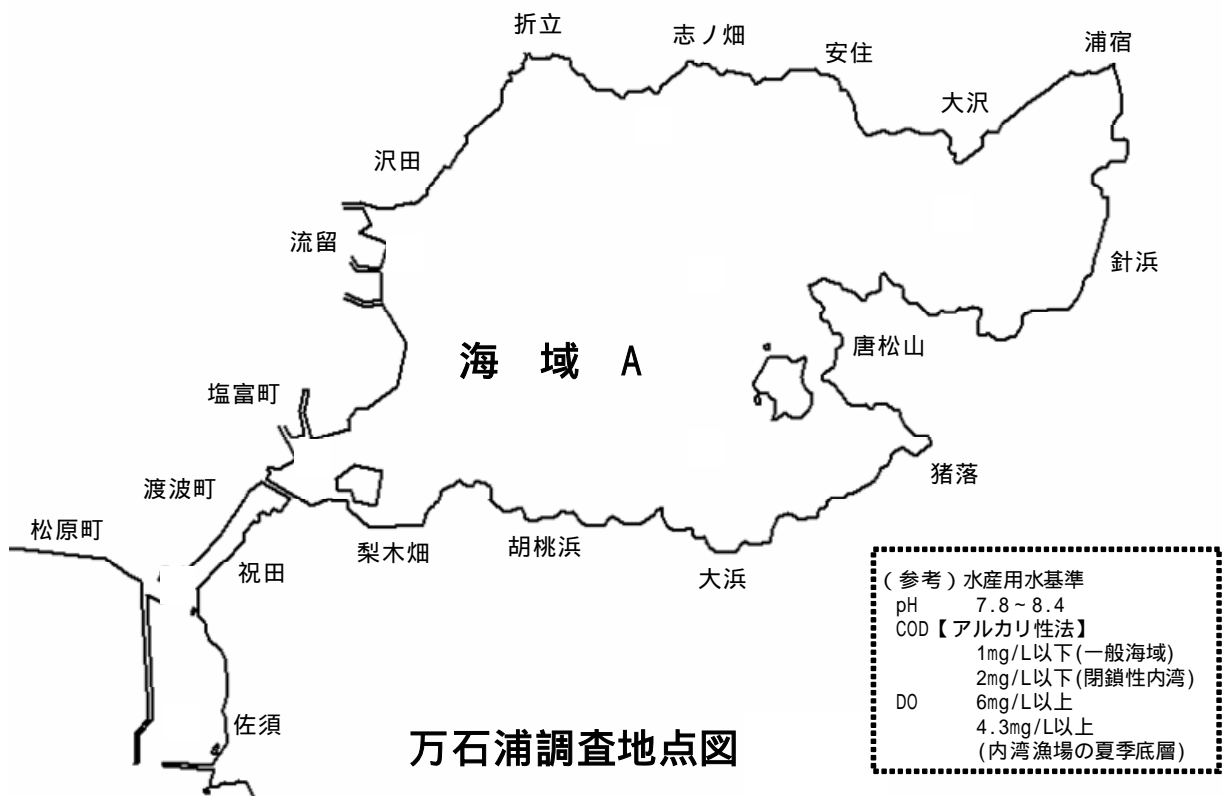 折立
志ノ畑
安住
浦宿
大沢
沢田
流留
針浜
海域A
唐松山
塩富町
猪落
渡波町
松原町
祝田
梨木畑
胡桃浜
大浜
佐須
万石浦調査地点図
(参考)水産用水基準
pH 7.8~8.4
COD【アルカリ性法】
1mg/L以下(一般海域)
2mg/L以下(閉鎖性内湾)
DO 6mg/L以上
4.3mg/L以上
(内湾漁場の夏季底層)